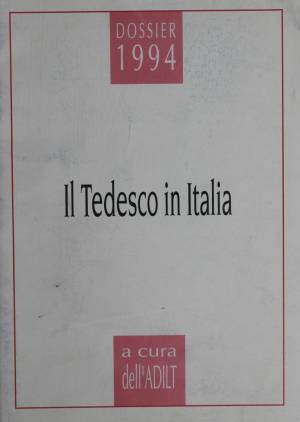 DOSSIER
1994
Il Tedesco in Italia
a cura
dell'ADILT